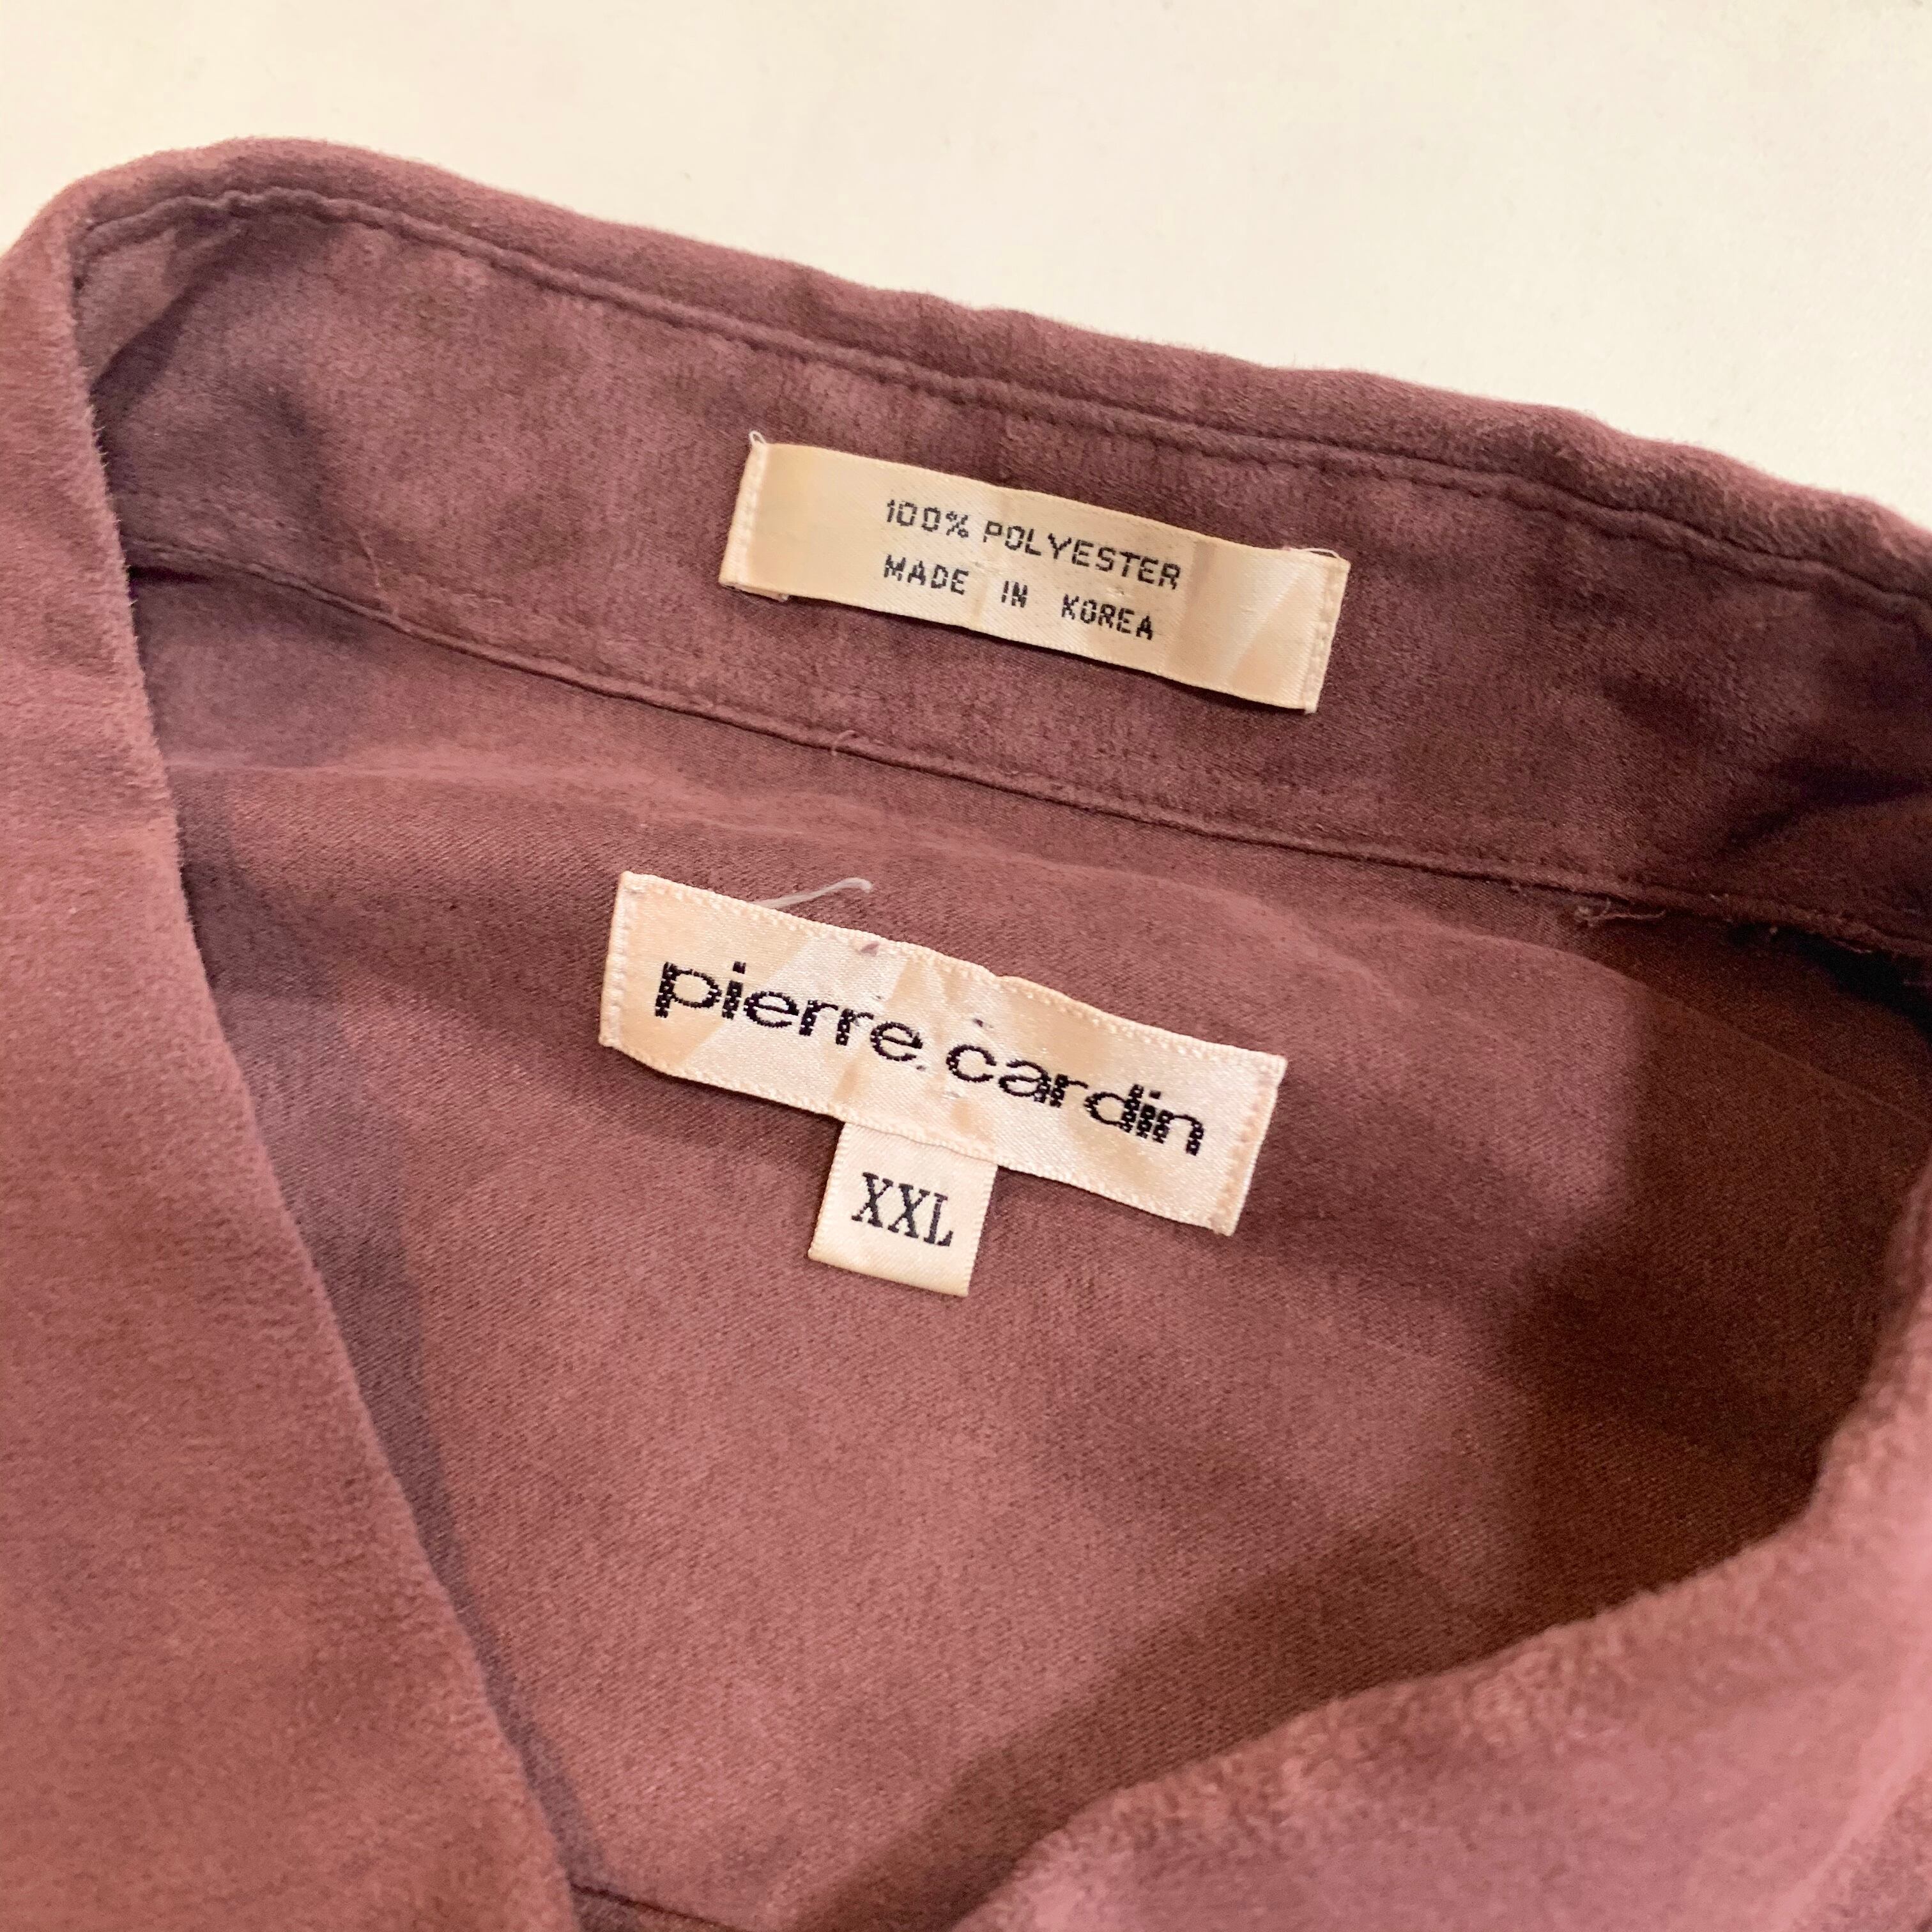 100% POLYESTER
MADE IN KOREA
pierre cardin
XXL